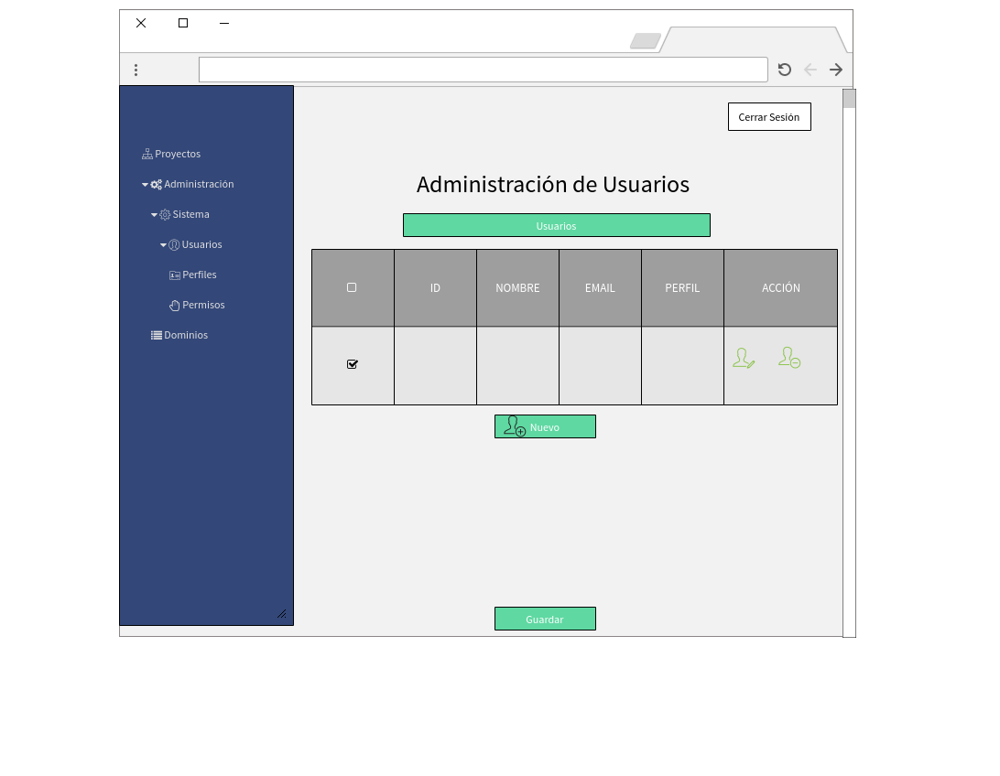 Cerrar Sesión
Proyectos
Administración
Sistema
Usuarios
Perfiles
Permisos
Dominios
Administración de Usuarios
Usuarios
ID NOMBRE EMAIL PERFIL ACCIÓN
Nuevo
Guardar